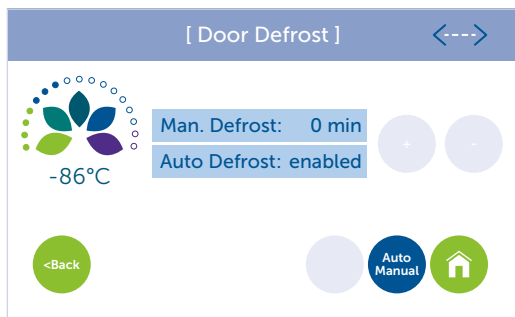 [ Door Defrost ]
<---->
Man. Defrost: 0 min
Auto Defrost: enabled
+ -
-86°C
<Back
Auto
Manual